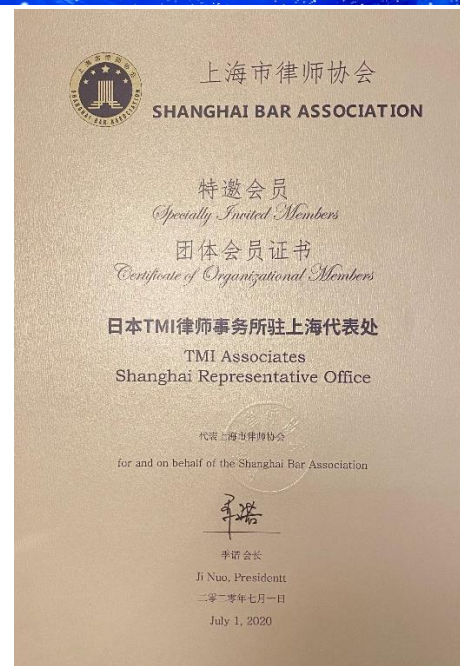 上海市律师协会
SHANGHAI BAR ASSOCIATION
特邀会员
Specially Invited Members
团体会员证书
Certificate of Organizational Members
日本TMI律师事务所驻上海代表处
TMI Associates
Shanghai Representative Office
代表上海市律师协会
for and on behalf of the Shanghai Bar Association
季诺
季诺 会长
Ji Nuo, Presidentt
二零二零年七月一日
July 1, 2020